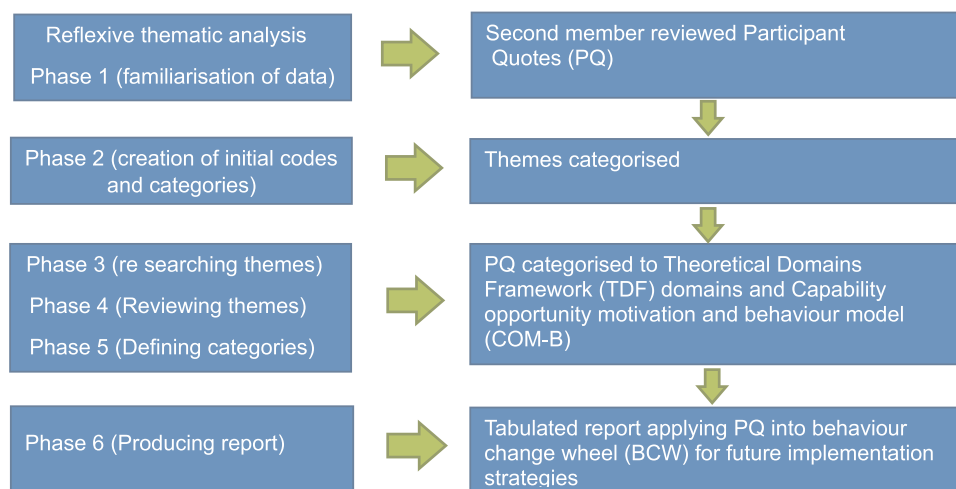 Reflexive thematic analysis
Phase 1 (familiarisation of data)
Second member reviewed Participant
Quotes (PQ)
Phase 2 (creation of initial codes
and categories)
Themes categorised
Phase 3 (re searching themes)
Phase 4 (Reviewing themes)
Phase 5 (Defining categories)
PQ categorised to Theoretical Domains
Framework (TDF) domains and Capability
opportunity motivation and behaviour model
(COM-B)
Phase 6 (Producing report)
Tabulated report applying PQ into behaviour
change wheel (BCW) for future implementation
strategies